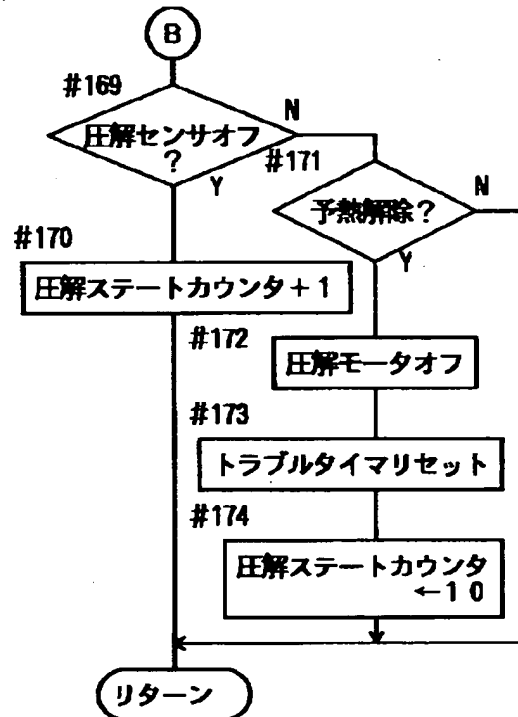 B
#169
圧解センサオフ
?
N
Y
#171
予熱解除?
N
Y
#170
圧解ステートカウンタ+1
#172
圧解モータオフ
#173
トラブルタイマリセット
#174
圧解ステートカウンタ
←10
リターン